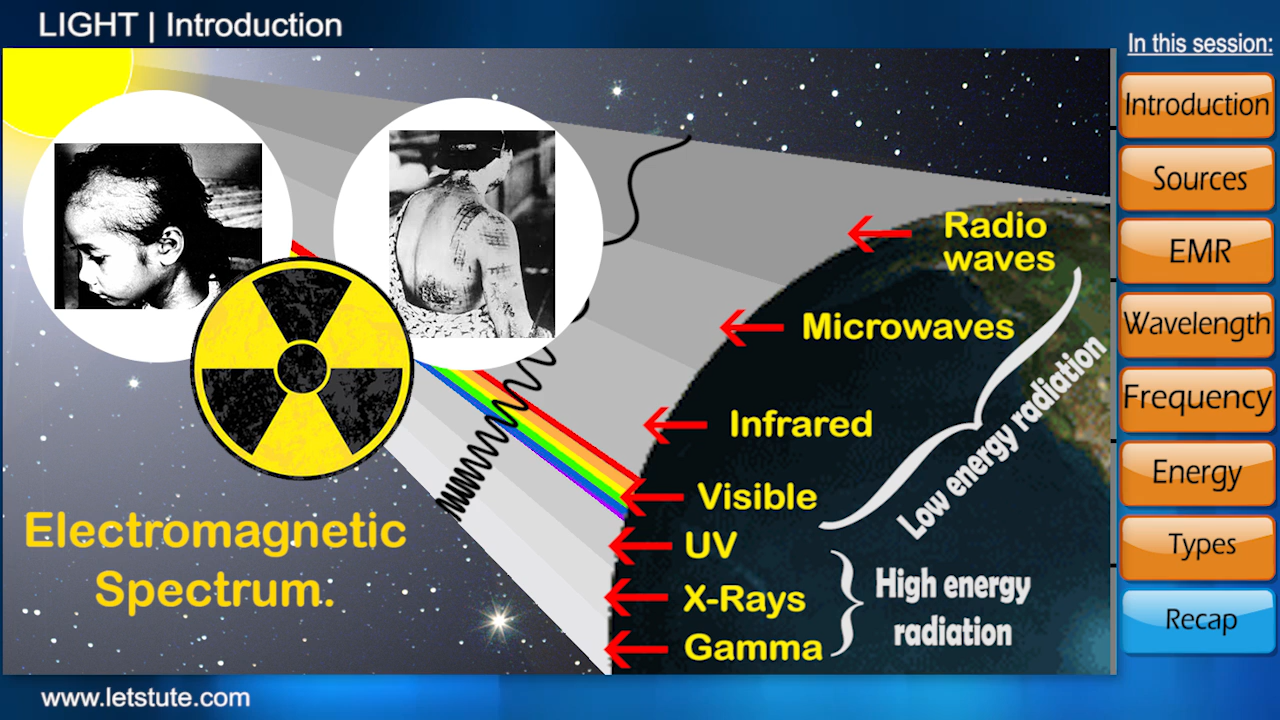 LIGHT | Introduction
In this session:
Introduction
Sources
EMR
Wavelength
Frequency
Energy
Types
Recap
Radio
waves
Microwaves
Infrared
Visible
UV
X-Rays
Gamma
Low energy radiation
High energy
radiation
Electromagnetic
Spectrum.
www.letstute.com